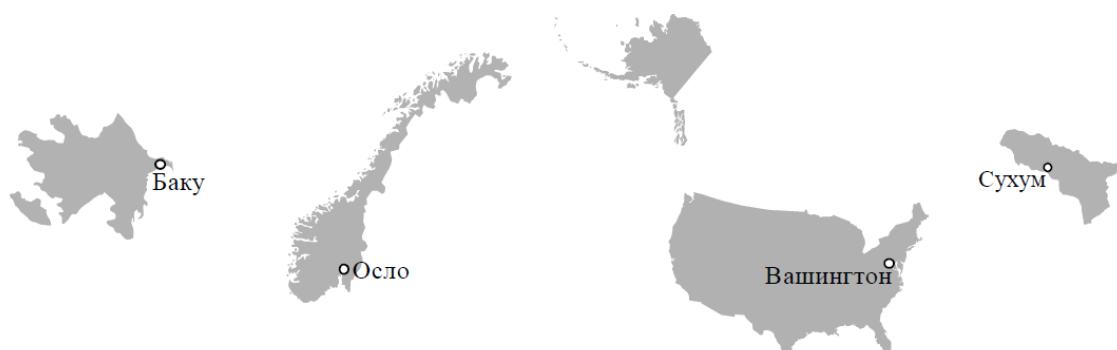 Баку
Осло
Вашингтон
Сухум